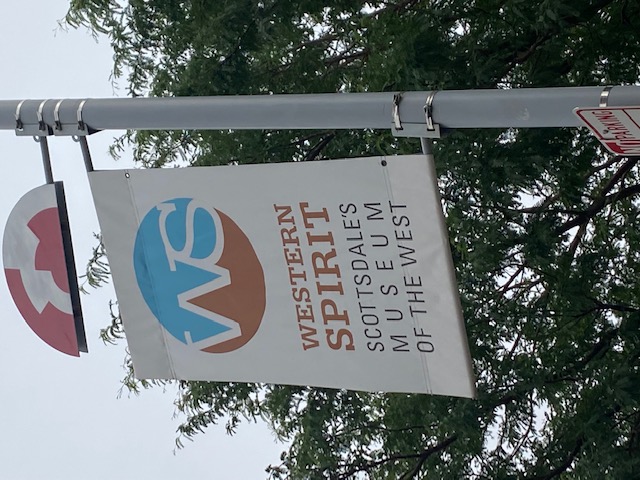 WS
WESTERN
SPIRIT
SCOTTSDALE'S
MUSEUM
OF THE WEST